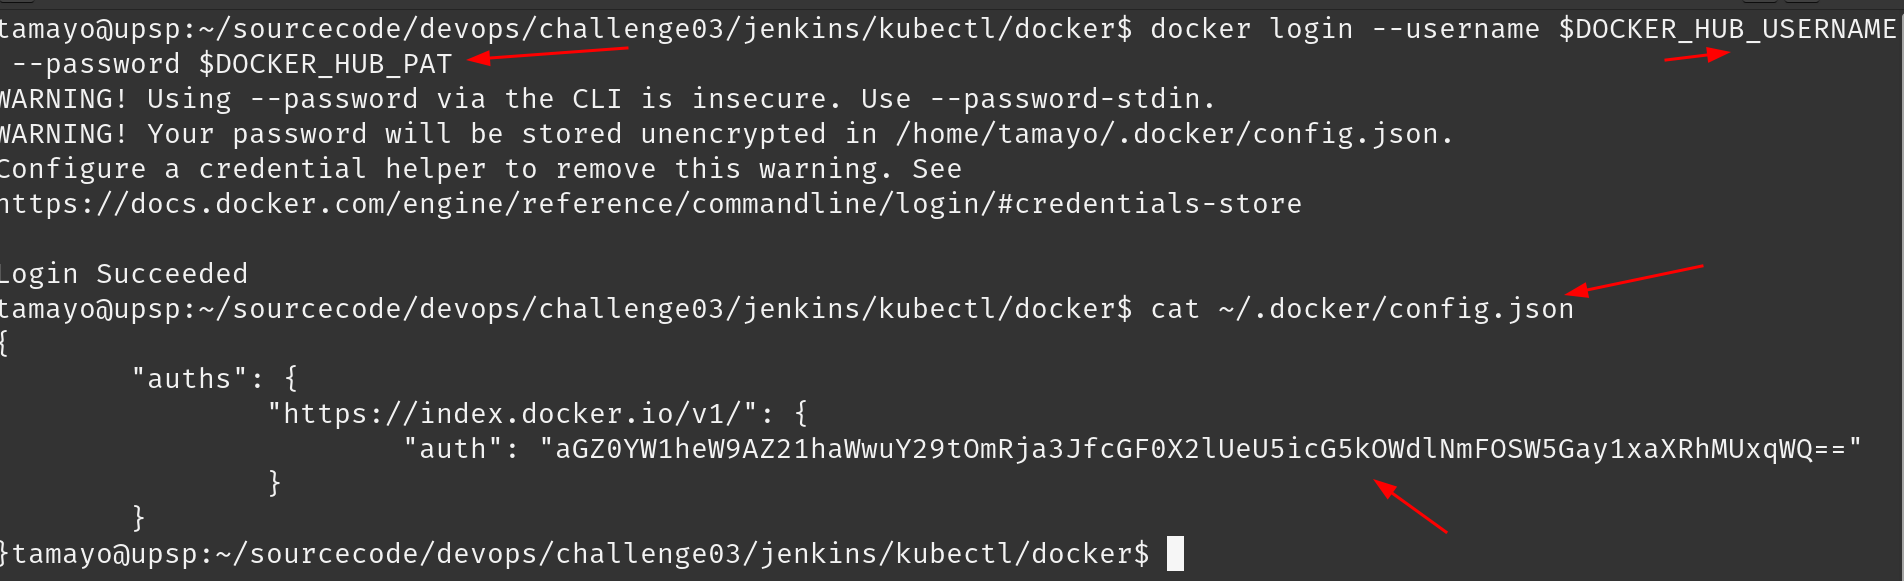 tamayo@upsp:~/sourcecode/devops/challenge03/jenkins/kubectl/docker$ docker login --username $DOCKER_HUB_USERNAME
--password $DOCKER_HUB_PAT
WARNING! Using --password via the CLI is insecure. Use --password-stdin.
WARNING! Your password will be stored unencrypted in /home/tamayo/.docker/config.json.
Configure a credential helper to remove this warning. See
https://docs.docker.com/engine/reference/commandline/login/#credentials-store
Login Succeeded
tamayo@upsp:~/sourcecode/devops/challenge03/jenkins/kubectl/docker$ cat ~/.docker/config.json
{
"auths": {
"https://index.docker.io/v1/": {
"auth": "aGZ0YW1heW9AZ21haWwuY29tOmRja3JfcGF0X2lUeU5icG5kOWdlNmFOSW5Gay1xaXRhMUxqWQ=="
}
}
}tamayo@upsp:~/sourcecode/devops/challenge03/jenkins/kubectl/docker$